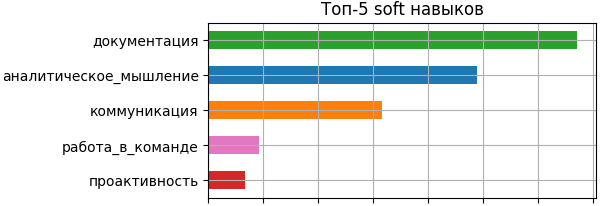 Топ-5 soft навыков
документация
аналитическое_мышление
коммуникация
работа_в_команде
проактивность